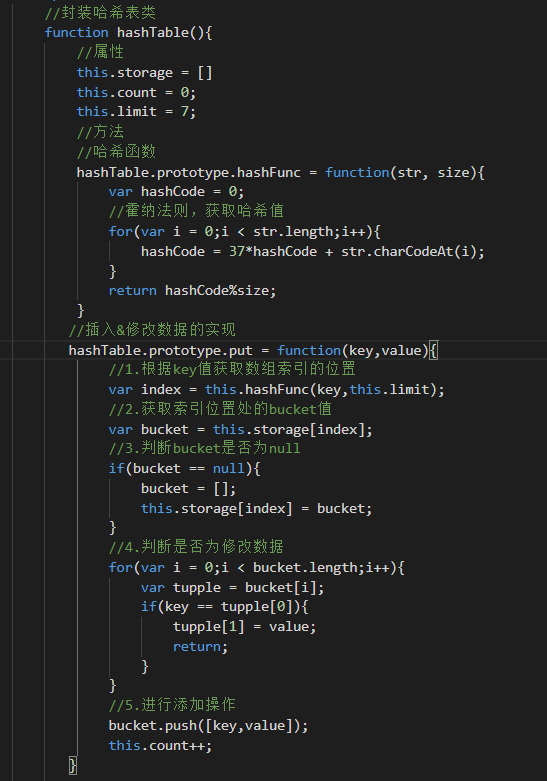 //封装哈希表类
function hashTable(){
//属性
this.storage = []
this.count = 0;
this.limit = 7;
//方法
//哈希函数
hashTable.prototype.hashFunc = function(str, size){
var hashCode = 0;
//霍纳法则，获取哈希值
for(var i = 0;i < str.length;i++){
hashCode = 37*hashCode + str.charCodeAt(i);
}
return hashCode%size;
}
//插入&修改数据的实现
hashTable.prototype.put = function(key,value){
//1.根据key值获取数组索引的位置
var index = this.hashFunc(key,this.limit);
//2.获取索引位置处的bucket值
var bucket = this.storage[index];
//3.判断bucket是否为null
if(bucket == null){
bucket = [];
this.storage[index] = bucket;
}
//4.判断是否为修改数据
for(var i = 0;i < bucket.length;i++){
var tupple = bucket[i];
if(key == tupple[0]){
tupple[1] = value;
return;
}
}
//5.进行添加操作
bucket.push([key,value]);
this.count++;
}